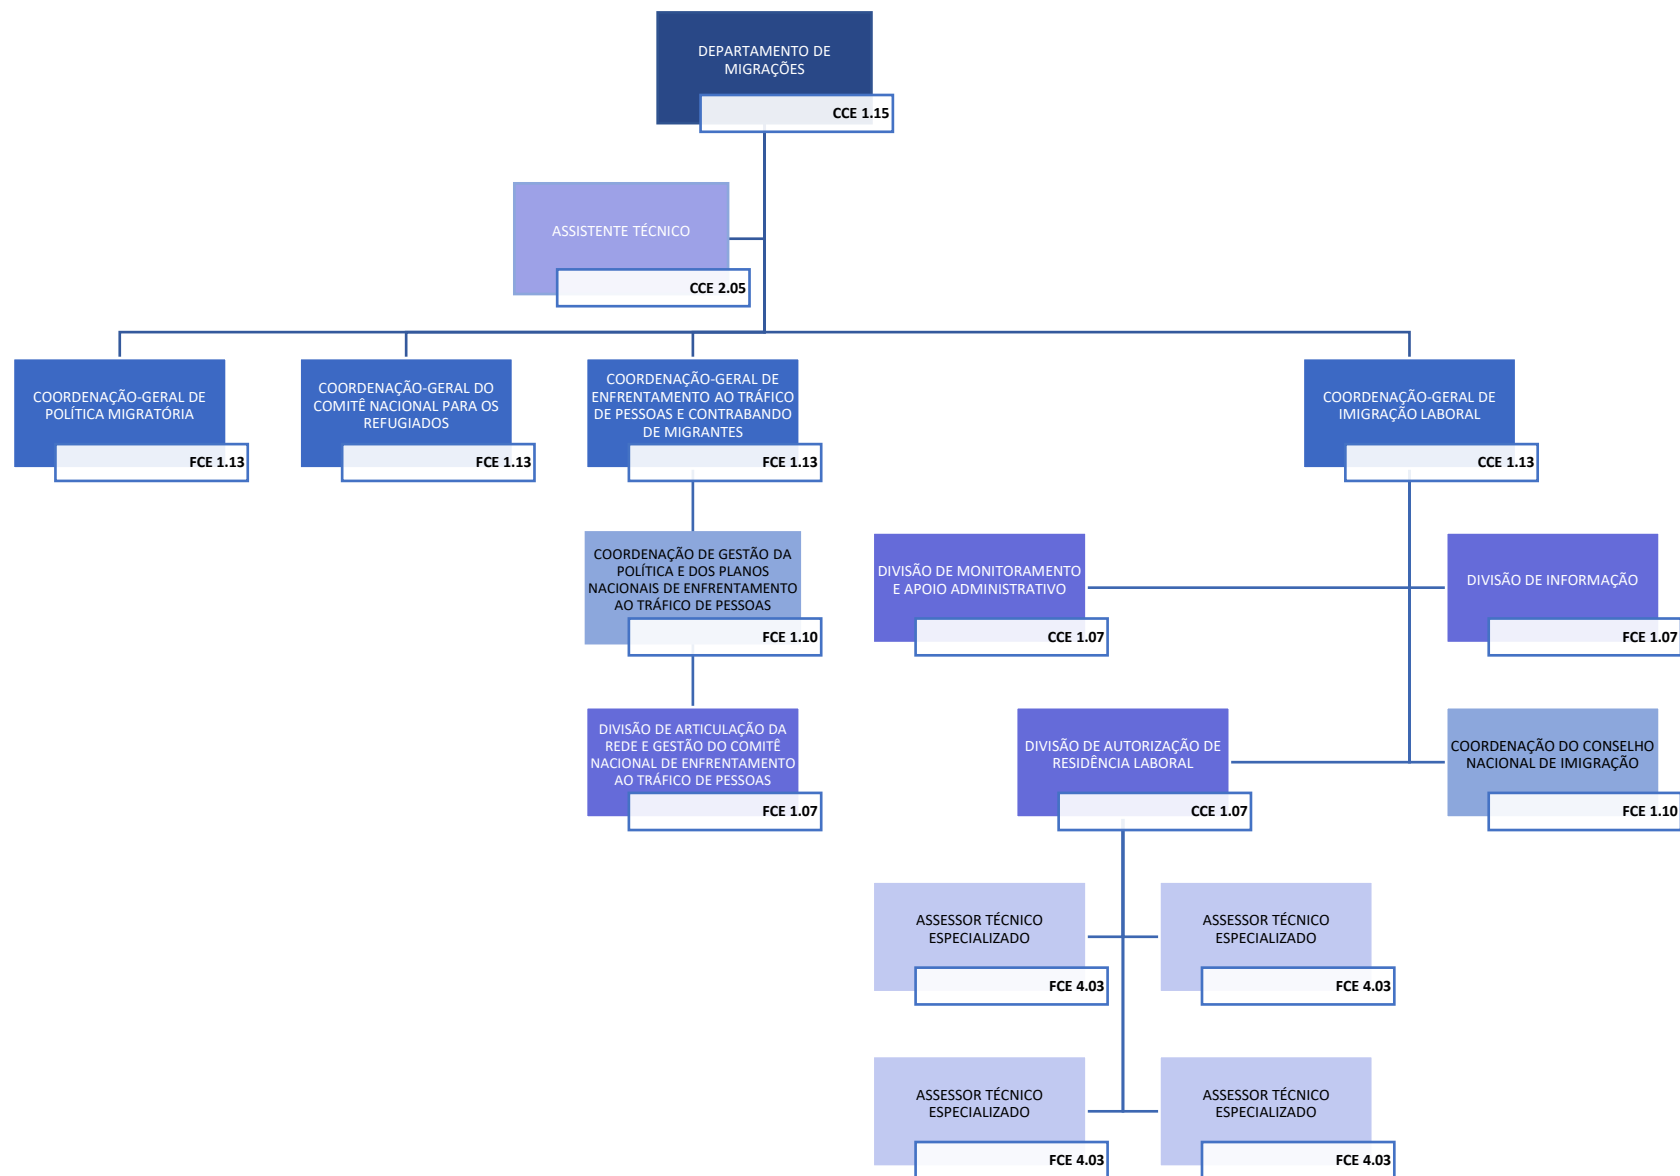 DEPARTAMENTO DE
MIGRAÇÕES
CCE 1.15
ASSISTENTE TÉCNICO
CCE 2.05
COORDENAÇÃO-GERAL DE
POLÍTICA MIGRATÓRIA
FCE 1.13
COORDENAÇÃO-GERAL DO
COMITÊ NACIONAL PARA OS
REFUGIADOS
FCE 1.13
COORDENAÇÃO-GERAL DE
ENFRENTAMENTO AO TRÁFICO
DE PESSOAS E CONTRABANDO
DE MIGRANTES
FCE 1.13
COORDENAÇÃO-GERAL DE
IMIGRAÇÃO LABORAL
CCE 1.13
COORDENAÇÃO DE GESTÃO DA
POLÍTICA E DOS PLANOS
NACIONAIS DE ENFRENTAMENTO
AO TRÁFICO DE PESSOAS
FCE 1.10
DIVISÃO DE MONITORAMENTO
E APOIO ADMINISTRATIVO
CCE 1.07
DIVISÃO DE INFORMAÇÃO
FCE 1.07
DIVISÃO DE ARTICULAÇÃO DA
REDE E GESTÃO DO COMITÊ
NACIONAL DE ENFRENTAMENTO
AO TRÁFICO DE PESSOAS
FCE 1.07
DIVISÃO DE AUTORIZAÇÃO DE
RESIDÊNCIA LABORAL
CCE 1.07
COORDENAÇÃO DO CONSELHO
NACIONAL DE IMIGRAÇÃO
FCE 1.10
ASSESSOR TÉCNICO
ESPECIALIZADO
FCE 4.03
ASSESSOR TÉCNICO
ESPECIALIZADO
FCE 4.03
ASSESSOR TÉCNICO
ESPECIALIZADO
FCE 4.03
ASSESSOR TÉCNICO
ESPECIALIZADO
FCE 4.03